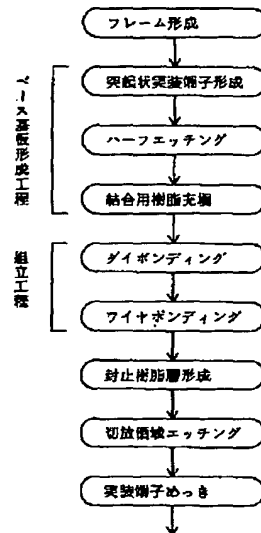 フレーム形成
ベース基板形成工程
突起状実装端子形成
ハーフエッチング
結合用樹脂充填
組立工程
ダイボンディング
ワイヤボンディング
封止樹脂層形成
切放領域エッチング
実装端子めっき